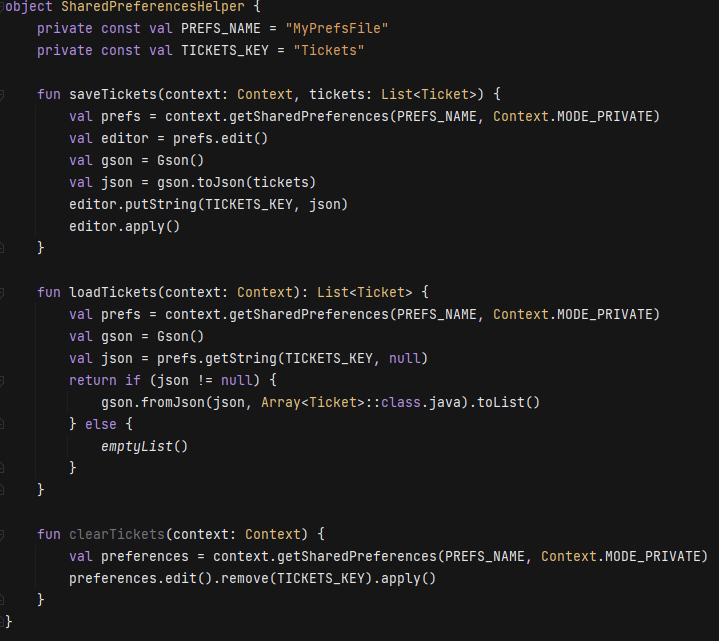 object SharedPreferencesHelper {
    private const val PREFS_NAME = "MyPrefsFile"
    private const val TICKETS_KEY = "Tickets"

    fun saveTickets(context: Context, tickets: List<Ticket>) {
        val prefs = context.getSharedPreferences(PREFS_NAME, Context.MODE_PRIVATE)
        val editor = prefs.edit()
        val gson = Gson()
        val json = gson.toJson(tickets)
        editor.putString(TICKETS_KEY, json)
        editor.apply()
    }

    fun loadTickets(context: Context): List<Ticket> {
        val prefs = context.getSharedPreferences(PREFS_NAME, Context.MODE_PRIVATE)
        val gson = Gson()
        val json = prefs.getString(TICKETS_KEY, null)
        return if (json != null) {
            gson.fromJson(json, Array<Ticket>::class.java).toList()
        } else {
            emptyList()
        }
    }

    fun clearTickets(context: Context) {
        val preferences = context.getSharedPreferences(PREFS_NAME, Context.MODE_PRIVATE)
        preferences.edit().remove(TICKETS_KEY).apply()
    }
}